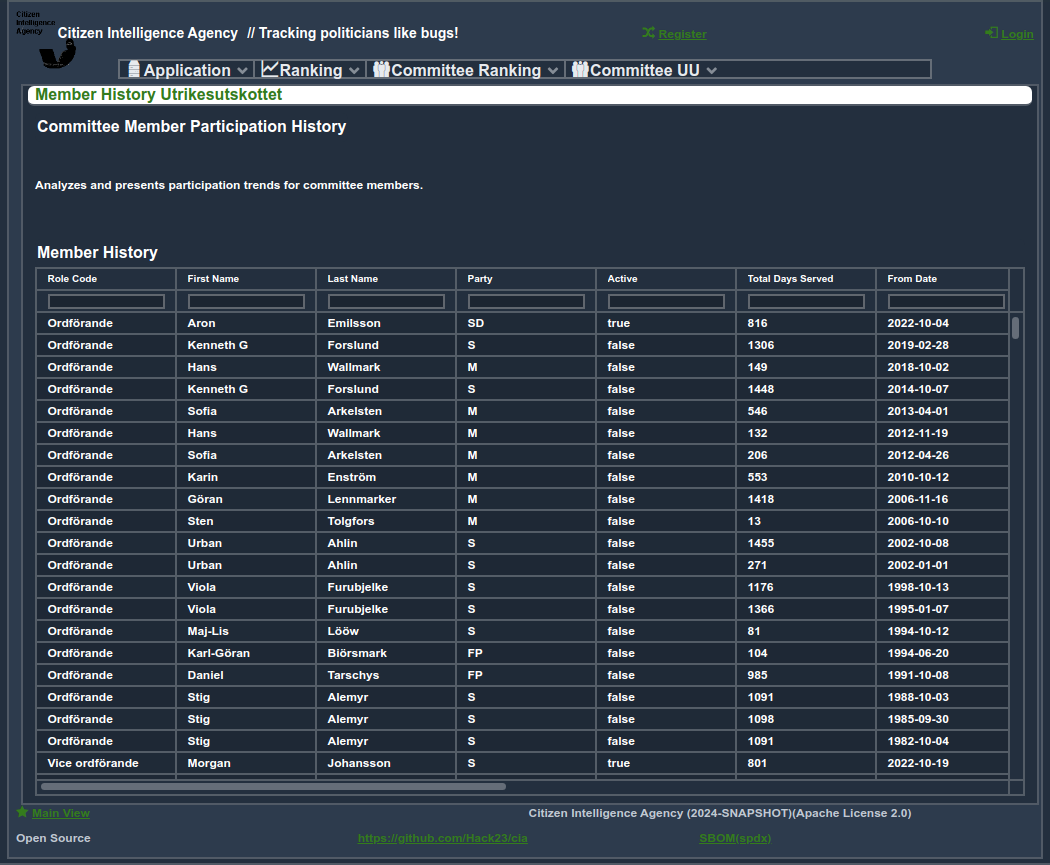 Citizen
Intelligence
Agency
Citizen Intelligence Agency // Tracking politicians like bugs! Register Login
Application Ranking Committee Ranking Committee UU
Member History Utrikesutskottet
Committee Member Participation History
Analyzes and presents participation trends for committee members.
Member History
Role Code First Name Last Name Party Active Total Days Served From Date
Ordförande Aron Emilsson SD true 816 2022-10-04
Ordförande Kenneth G Forslund S false 1306 2019-02-28
Ordförande Hans Wallmark M false 149 2018-10-02
Ordförande Kenneth G Forslund S false 1448 2014-10-07
Ordförande Sofia Arkelsten M false 546 2013-04-01
Ordförande Hans Wallmark M false 132 2012-11-19
Ordförande Sofia Arkelsten M false 206 2012-04-26
Ordförande Karin Enström M false 553 2010-10-12
Ordförande Göran Lennmarker M false 1418 2006-11-16
Ordförande Sten Tolgfors M false 13 2006-10-10
Ordförande Urban Ahlin S false 1455 2002-10-08
Ordförande Urban Ahlin S false 271 2002-01-01
Ordförande Viola Furubjelke S false 1176 1998-10-13
Ordförande Viola Furubjelke S false 1366 1995-01-07
Ordförande Maj-Lis Lööw S false 81 1994-10-12
Ordförande Karl-Göran Biörsmark FP false 104 1994-06-20
Ordförande Daniel Tarschys FP false 985 1991-10-08
Ordförande Stig Alemyr S false 1091 1988-10-03
Ordförande Stig Alemyr S false 1098 1985-09-30
Ordförande Stig Alemyr S false 1091 1982-10-04
Vice ordförande Morgan Johansson S true 801 2022-10-19
Main View Citizen Intelligence Agency (2024-SNAPSHOT)(Apache License 2.0)
Open Source https://github.com/Hack23/cia SBOM(spdx)